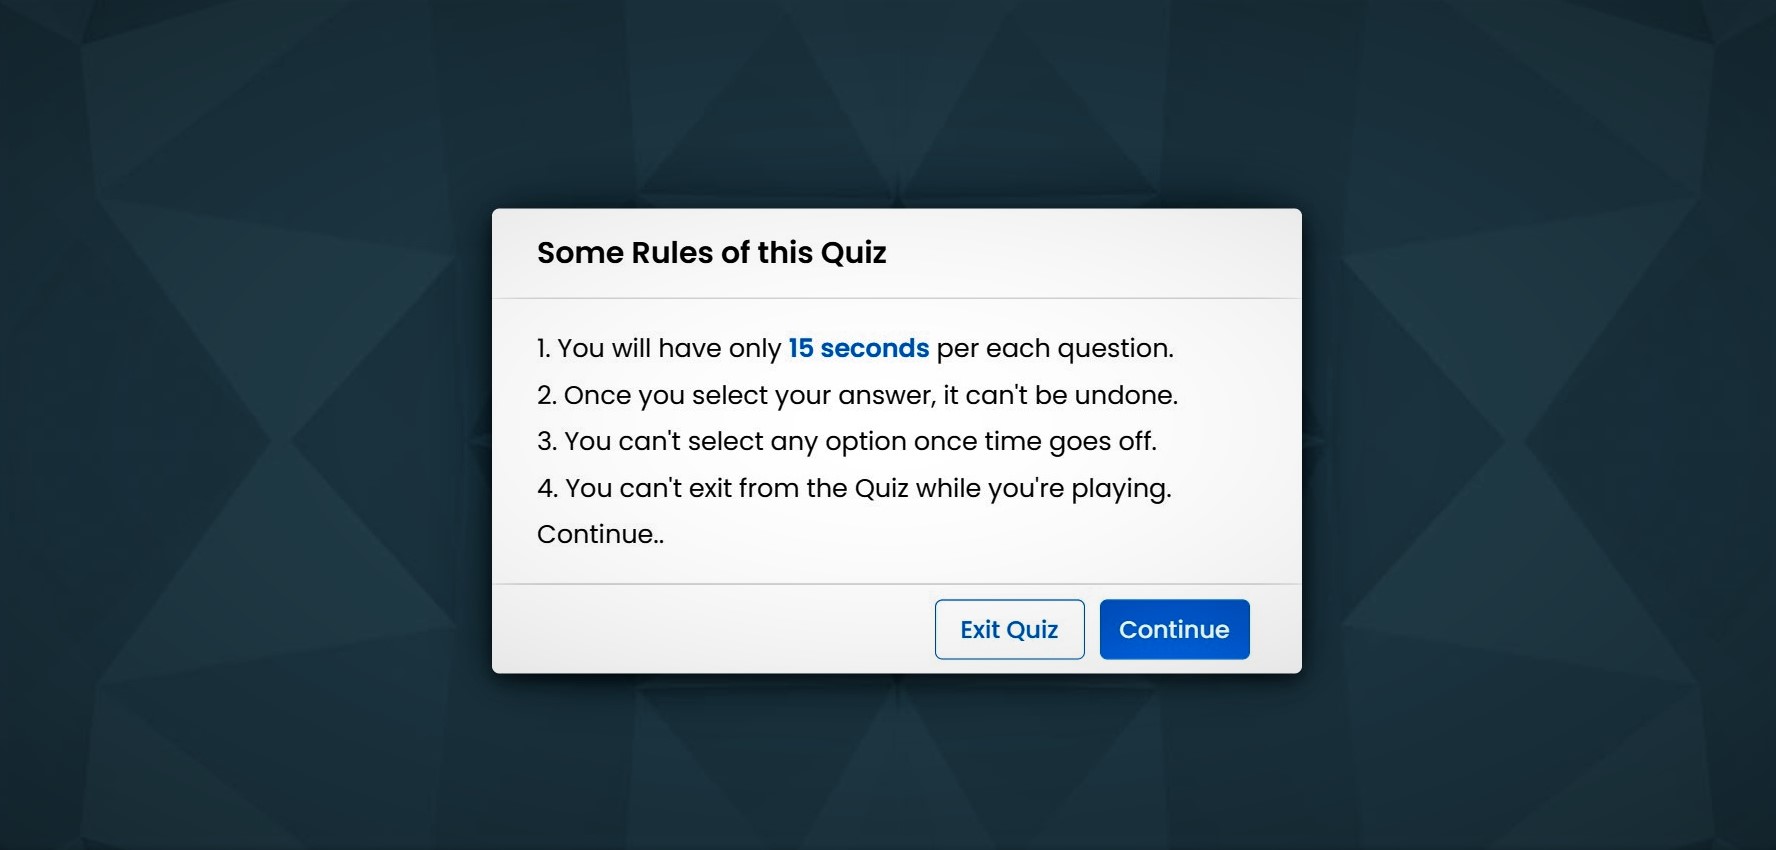 Some Rules of this Quiz
1. You will have only 15 seconds per each question.
2. Once you select your answer, it can't be undone.
3. You can't select any option once time goes off.
4. You can't exit from the Quiz while you're playing.
Continue..
Exit Quiz
Continue